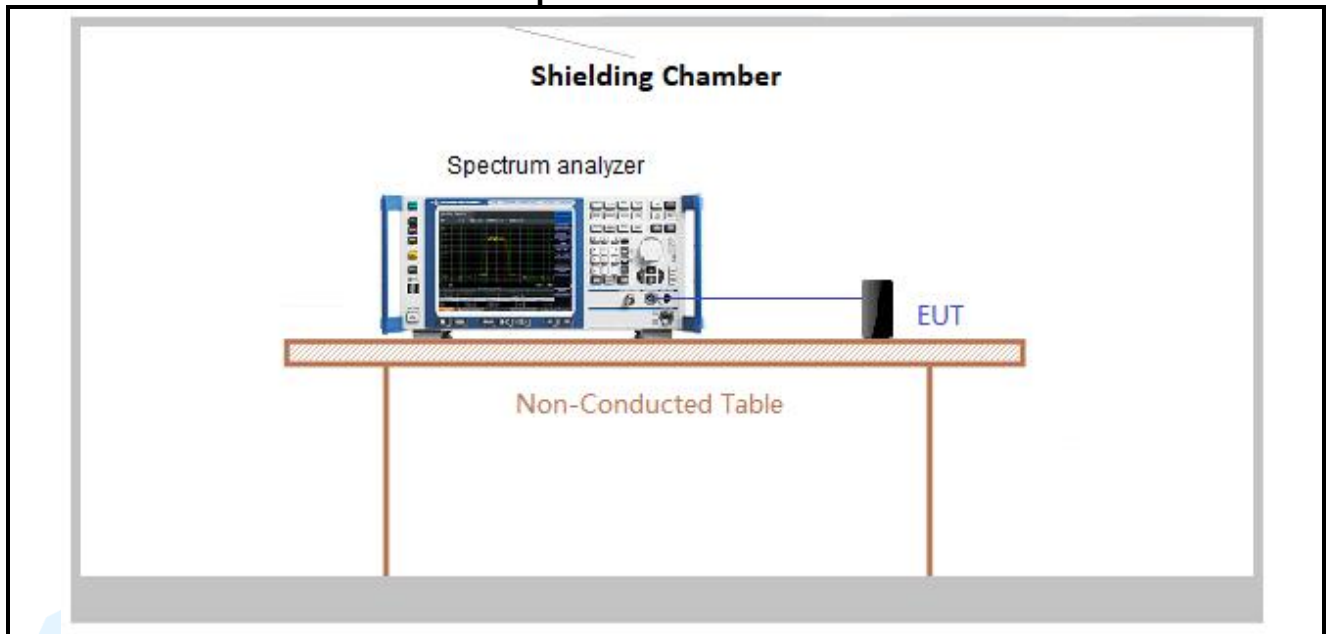 Shielding Chamber
Spectrum analyzer
EUT
Non-Conducted Table